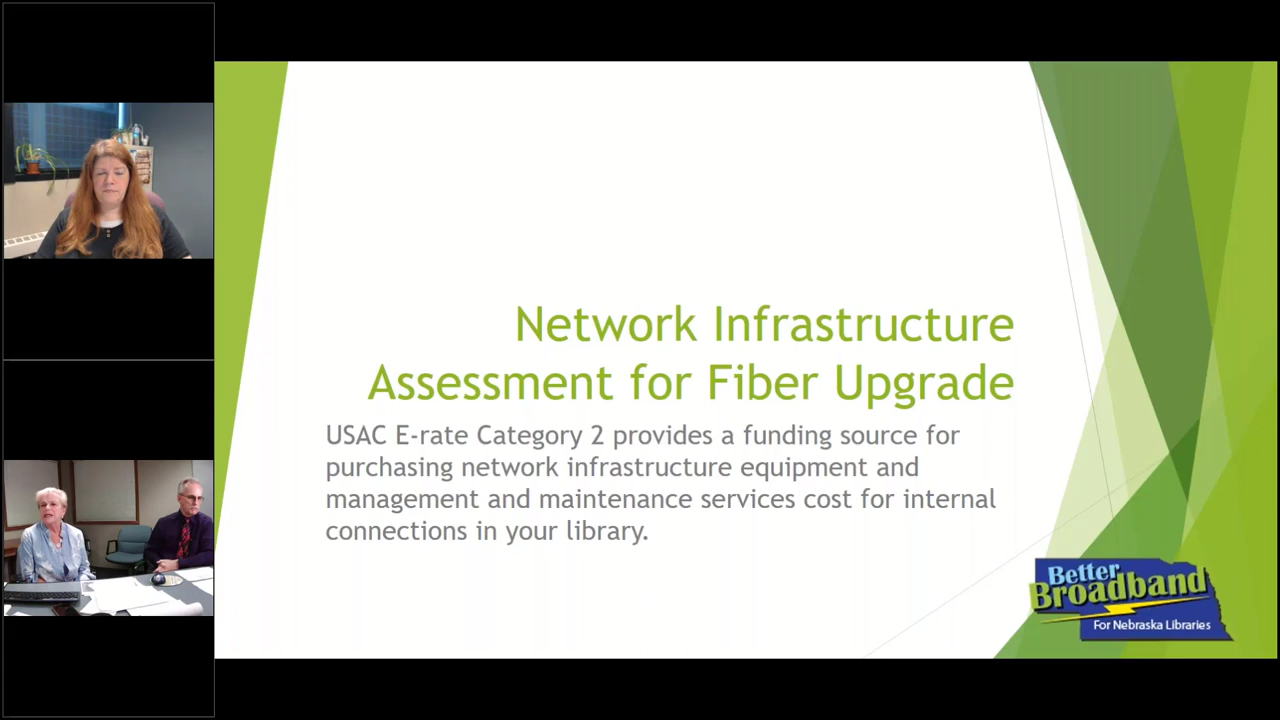 Network Infrastructure
Assessment for Fiber Upgrade
USAC E-rate Category 2 provides a funding source for
purchasing network infrastructure equipment and
management and maintenance services cost for internal
connections in your library.
Better
Broadband
For Nebraska Libraries